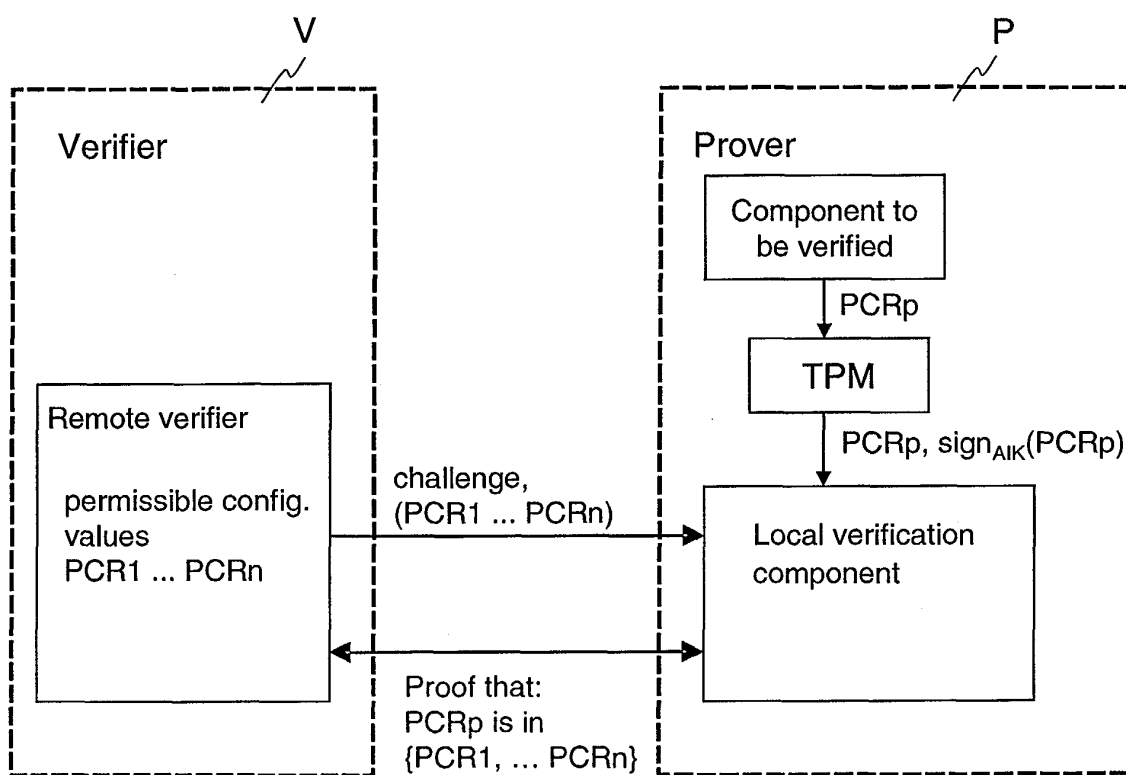 V
P
Verifier
Prover
Component to
be verified
PCRp
TPM
PCRp, sign_AIK(PCRp)
Remote verifier
permissible config.
values
PCR1 ... PCRn
challenge,
(PCR1 ... PCRn)
Local verification
component
Proof that:
PCRp is in
{PCR1, ... PCRn}